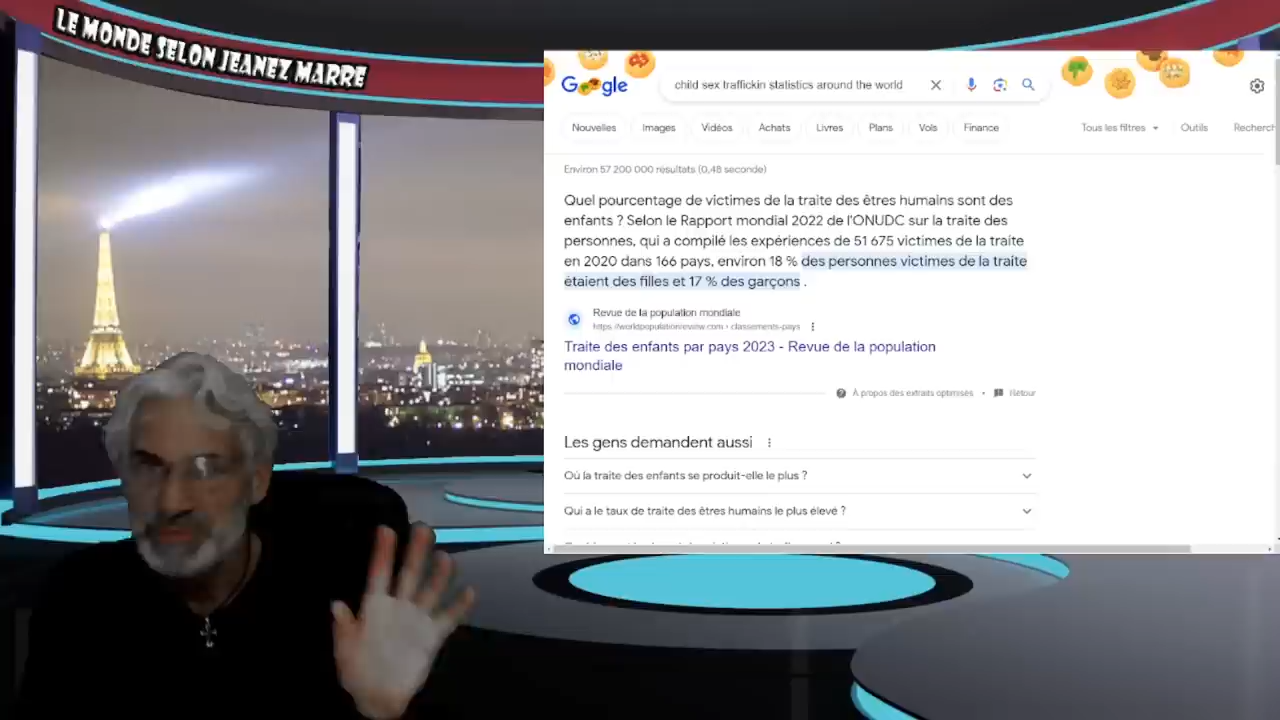 LE MONDE SELON JEANEZ MARRE
Google
child sex traffickin statistics around the world
Nouvelles
Images
Vidéos
Achats
Livres
Plans
Vols
Finance
Tous les filtres
Outils
Recherch
Environ 57 200 000 résultats (0,48 seconde)
Quel pourcentage de victimes de la traite des êtres humains sont des
enfants ? Selon le Rapport mondial 2022 de l'ONUDC sur la traite des
personnes, qui a compilé les expériences de 51 675 victimes de la traite
en 2020 dans 166 pays, environ 18 % des personnes victimes de la traite
étaient des filles et 17 % des garçons .
Revue de la population mondiale
https://worldpopulationreview.com › classements-pays
Traite des enfants par pays 2023 - Revue de la population
mondiale
À propos des extraits optimisés
Retour
Les gens demandent aussi
Où la traite des enfants se produit-elle le plus ?
Qui a le taux de traite des êtres humains le plus élevé ?